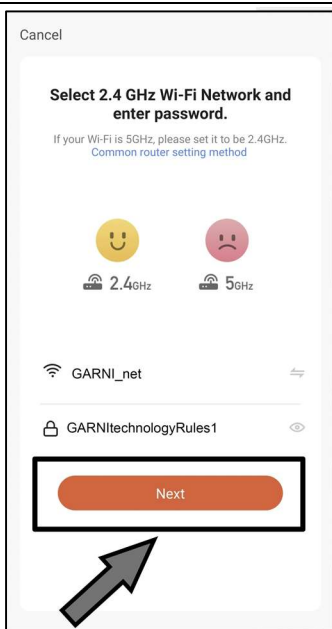 Cancel
Select 2.4 GHz Wi-Fi Network and
enter password.
If your Wi-Fi is 5GHz, please set it to be 2.4GHz.
Common router setting method
2.4GHz
5GHz
GARNI_net
GARNItechnologyRules1
Next